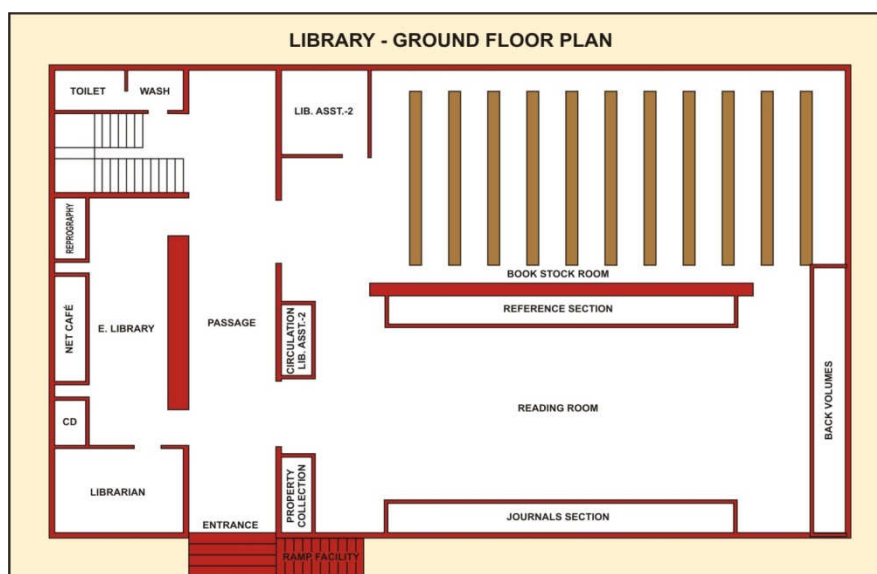 LIBRARY - GROUND FLOOR PLAN
TOILET
WASH
LIB. ASST.-2
REPROGRAPHY
BOOK STOCK ROOM
REFERENCE SECTION
NET CAFÉ
E. LIBRARY
PASSAGE
CIRCULATION
LIB. ASST.-2
READING ROOM
BACK VOLUMES
CD
LIBRARIAN
PROPERTY
COLLECTION
JOURNALS SECTION
ENTRANCE
RAMP FACILITY